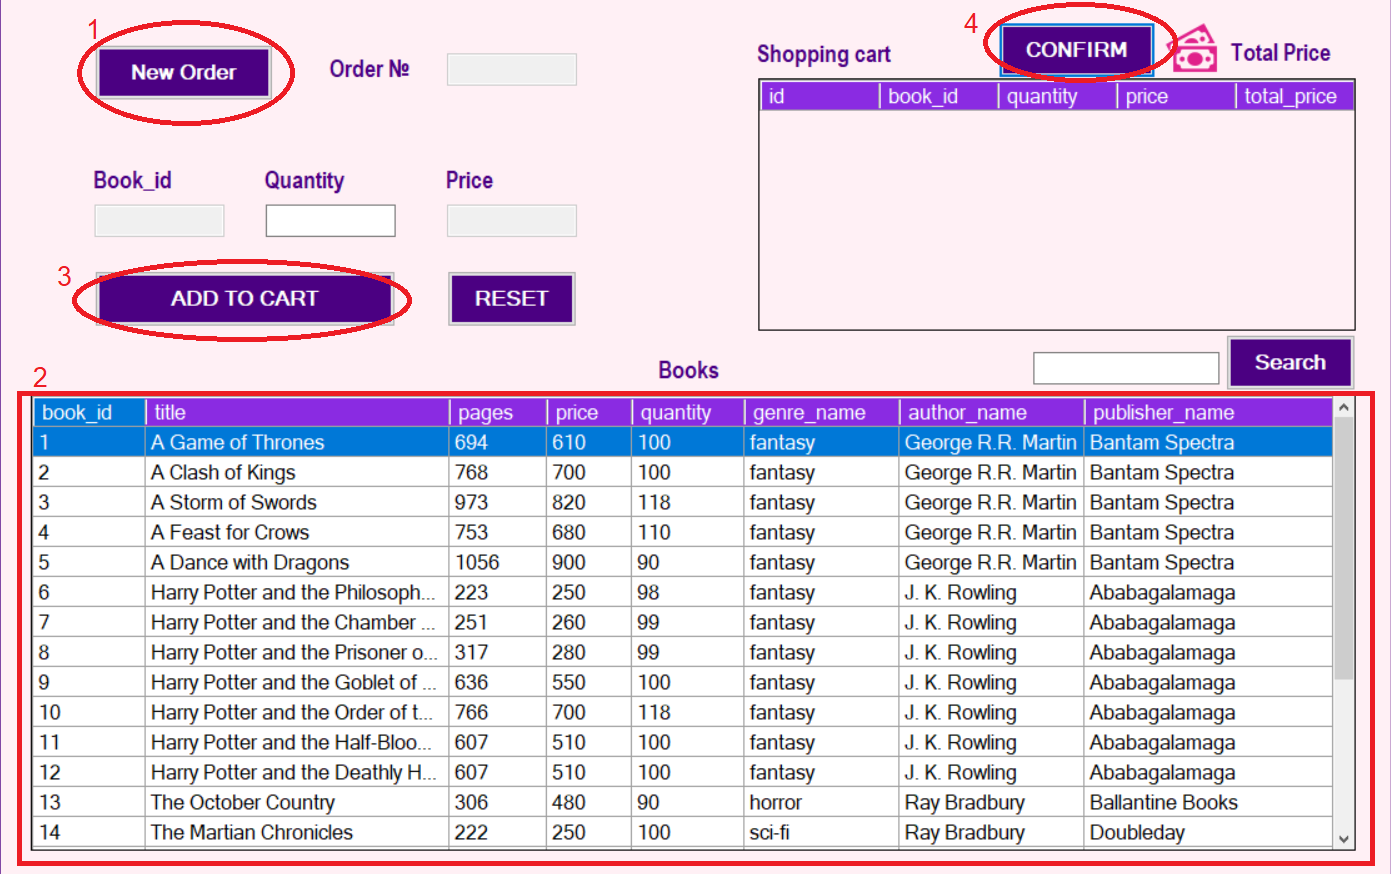 1
New Order
Order №
Shopping cart
4
CONFIRM
Total Price
id book_id quantity price total_price
Book_id Quantity Price
3
ADD TO CART
RESET
Books
Search
2
book_id title pages price quantity genre_name author_name publisher_name
1 A Game of Thrones 694 610 100 fantasy George R.R. Martin Bantam Spectra
2 A Clash of Kings 768 700 100 fantasy George R.R. Martin Bantam Spectra
3 A Storm of Swords 973 820 118 fantasy George R.R. Martin Bantam Spectra
4 A Feast for Crows 753 680 110 fantasy George R.R. Martin Bantam Spectra
5 A Dance with Dragons 1056 900 90 fantasy George R.R. Martin Bantam Spectra
6 Harry Potter and the Philosoph... 223 250 98 fantasy J. K. Rowling Ababagalamaga
7 Harry Potter and the Chamber ... 251 260 99 fantasy J. K. Rowling Ababagalamaga
8 Harry Potter and the Prisoner o... 317 280 99 fantasy J. K. Rowling Ababagalamaga
9 Harry Potter and the Goblet of ... 636 550 100 fantasy J. K. Rowling Ababagalamaga
10 Harry Potter and the Order of t... 766 700 118 fantasy J. K. Rowling Ababagalamaga
11 Harry Potter and the Half-Bloo... 607 510 100 fantasy J. K. Rowling Ababagalamaga
12 Harry Potter and the Deathly H... 607 510 100 fantasy J. K. Rowling Ababagalamaga
13 The October Country 306 480 90 horror Ray Bradbury Ballantine Books
14 The Martian Chronicles 222 250 100 sci-fi Ray Bradbury Doubleday